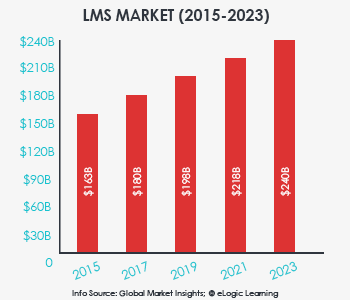 LMS MARKET (2015-2023)
$240B
$210B
$180B
$150B
$120B
$90B
$60B
$30B
0
$163B
$180B
$198B
$218B
$240B
2015
2017
2019
2021
2023
Info Source: Global Market Insights; @ eLogic Learning